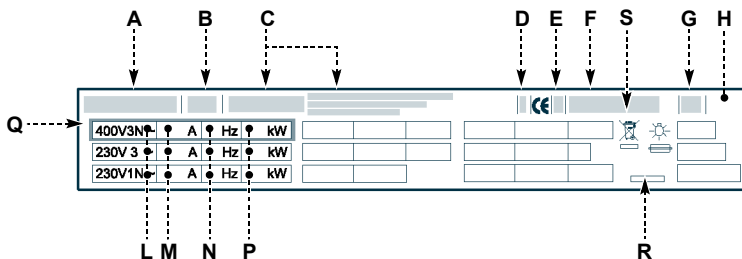 A B C D E F S G H
CE
Q
400V3N~ A Hz kW
230V 3 ~ A Hz kW
230V1N~ A Hz kW
L M N P R